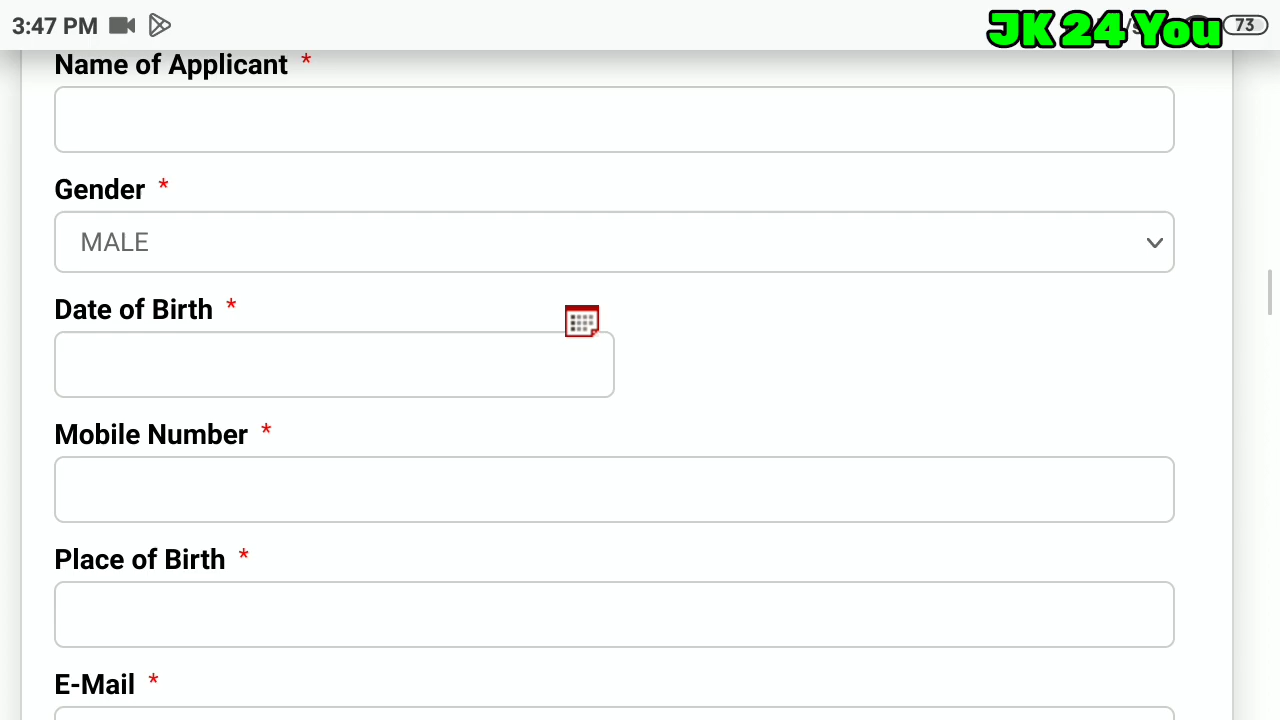 3:47 PM
JK 24 You
73
Name of Applicant *
Gender *
MALE
Date of Birth *
Mobile Number *
Place of Birth *
E-Mail *